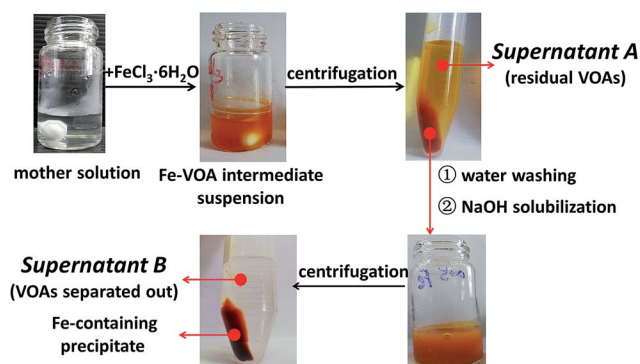 +FeCl₃·6H₂O
centrifugation
Supernatant A
(residual VOAs)
mother solution
Fe-VOA intermediate
suspension
① water washing
② NaOH solubilization
Supernatant B
(VOAs separated out)
centrifugation
Fe-containing
precipitate